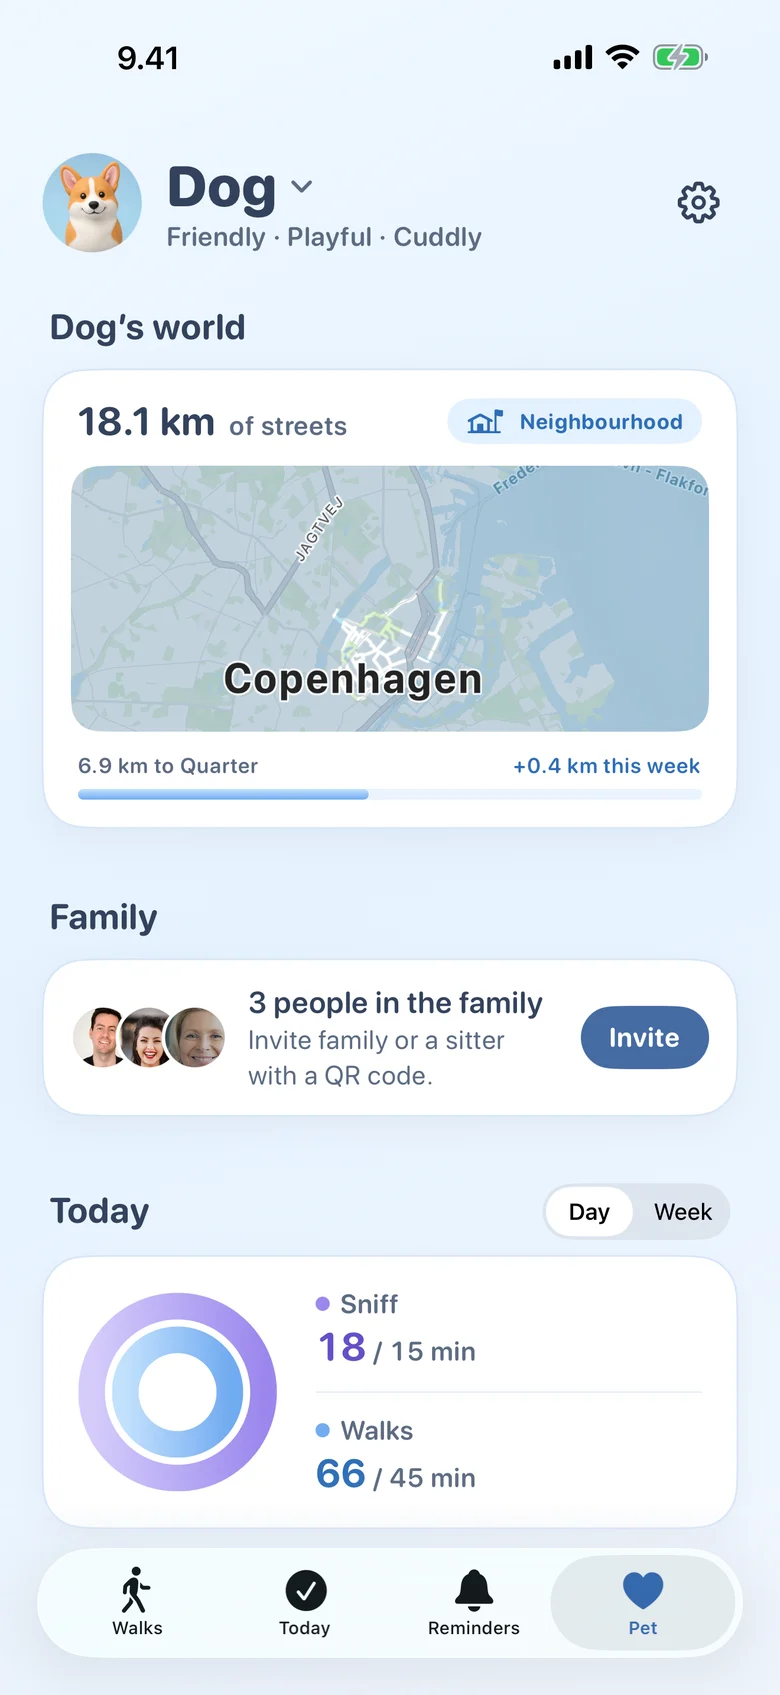 9.41
Dog
Friendly · Playful · Cuddly
Dog's world
18.1 km of streets
Neighbourhood
JAGTVEJ
Copenhagen
6.9 km to Quarter
+0.4 km this week
Family
3 people in the family
Invite family or a sitter
with a QR code.
Invite
Today
Day
Week
Sniff
18 / 15 min
Walks
66 / 45 min
Walks
Today
Reminders
Pet